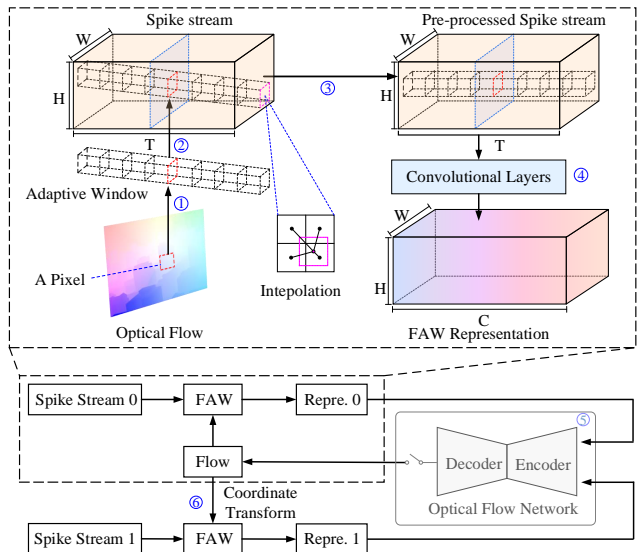 Spike stream
Pre-processed Spike stream
W
H
T
③
W
H
T
②
Adaptive Window
①
A Pixel
Optical Flow
Intepolation
Convolutional Layers
④
W
H
C
FAW Representation
Spike Stream 0
FAW
Repre. 0
Flow
⑤
Decoder
Encoder
Optical Flow Network
⑥
Coordinate
Transform
Spike Stream 1
FAW
Repre. 1